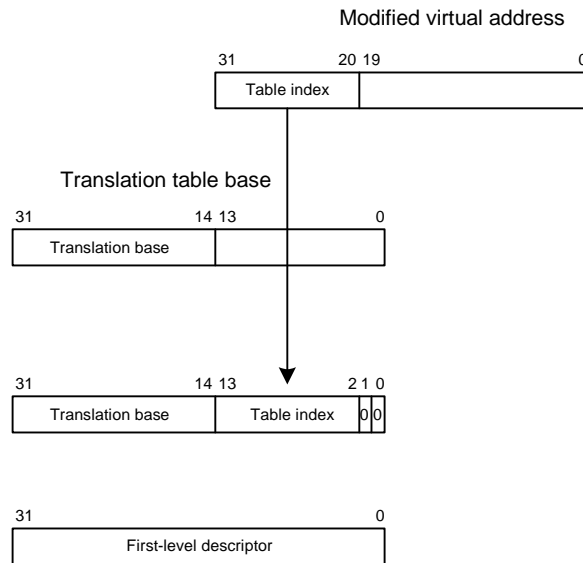 Modified virtual address
31 20 19 0
Table index
Translation table base
31 14 13 0
Translation base
31 14 13 2 1 0
Translation base Table index 0 0
31 0
First-level descriptor